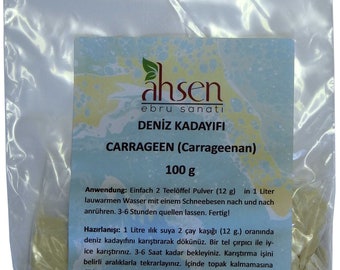 ahsen
ebru sanatı
DENİZ KADAYIFI
CARRAGEEN (Carrageenan)
100 g
Anwendung: Einfach 2 Teelöffel Pulver (12 g) in 1 Liter
lauwarmen Wasser mit einem Schneebesen nach und nach
anrühren. 3-6 Stunden quellen lassen. Fertig!
Hazırlanışı: 1 Litre ılık suya 2 çay kaşığı (12 g.) oranında
deniz kadayıfını karıştırarak dökünüz. Bir tel çırpıcı ile iy-
ice karıştırınız. 3-6 Saat kadar bekleyiniz. Karıştırma işini
belirli aralıklarla tekrarlayınız. İçinde topak kalmamasına